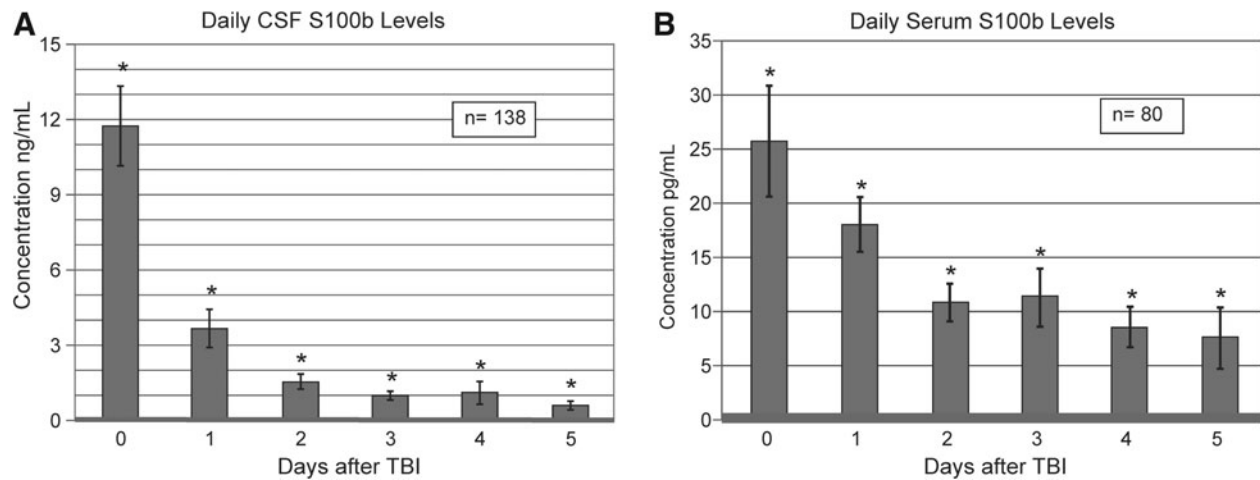 A
Daily CSF S100b Levels
Concentration ng/mL
15
12
9
6
3
0
n= 138
*
*
*
*
*
*
0 1 2 3 4 5
Days after TBI
B
Daily Serum S100b Levels
Concentration pg/mL
35
30
25
20
15
10
5
0
n= 80
*
*
*
*
*
*
0 1 2 3 4 5
Days after TBI